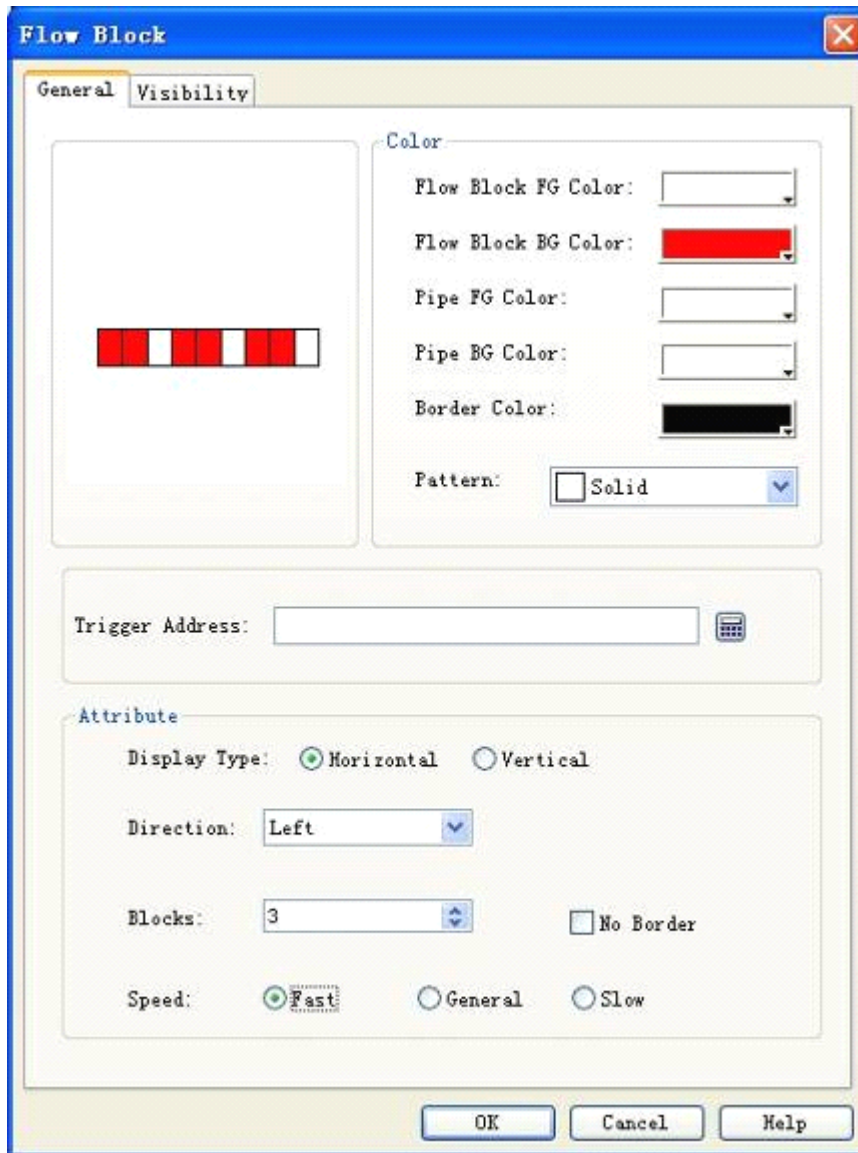 Flow Block
General Visibility
Color
Flow Block FG Color:
Flow Block BG Color:
Pipe FG Color:
Pipe BG Color:
Border Color:
Pattern: Solid
Trigger Address:
Attribute
Display Type: Horizontal Vertical
Direction: Left
Blocks: 3 No Border
Speed: Fast General Slow
OK Cancel Help